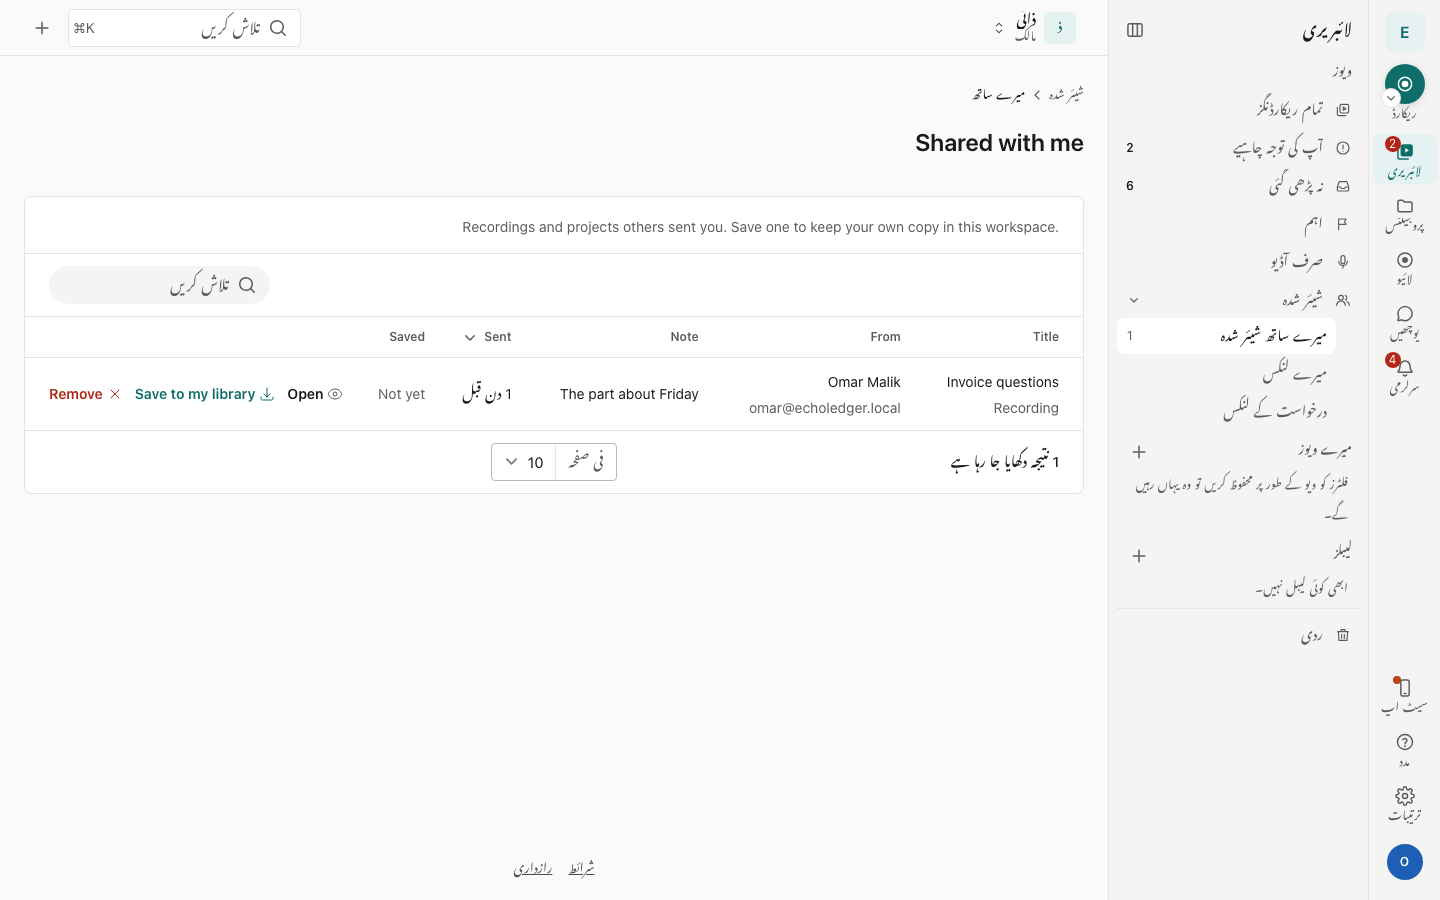 E
ریکارڈ
2
لائبریری
پروجیکٹس
لائیو
پوچھیں
4
سرگرمی
سیٹ اپ
مدد
ترتیبات
O
لائبریری
ویوز
تمام ریکارڈنگز
آپ کی توجہ چاہیے 2
نہ پڑھی گئی 6
اہم
صرف آڈیو
شیئر شدہ
میرے ساتھ شیئر شدہ 1
میرے لنکس
درخواست کے لنکس
میرے ویوز
فلٹرز کو ویو کے طور پر محفوظ کریں تو وہ یہاں رہیں
گے۔
لیبلز
ابھی کوئی لیبل نہیں۔
ردی
ذ
ذاتی
مالک
تلاش کریں ⌘K
شیئر شدہ
میرے ساتھ
Shared with me
Recordings and projects others sent you. Save one to keep your own copy in this workspace.
تلاش کریں
Title From Note Sent Saved
Invoice questions
Recording
Omar Malik
omar@echoledger.local
The part about Friday
1 دن قبل
Not yet
Open Save to my library Remove
1 نتیجہ دکھایا جا رہا ہے
فی صفحہ 10
شرائط رازداری